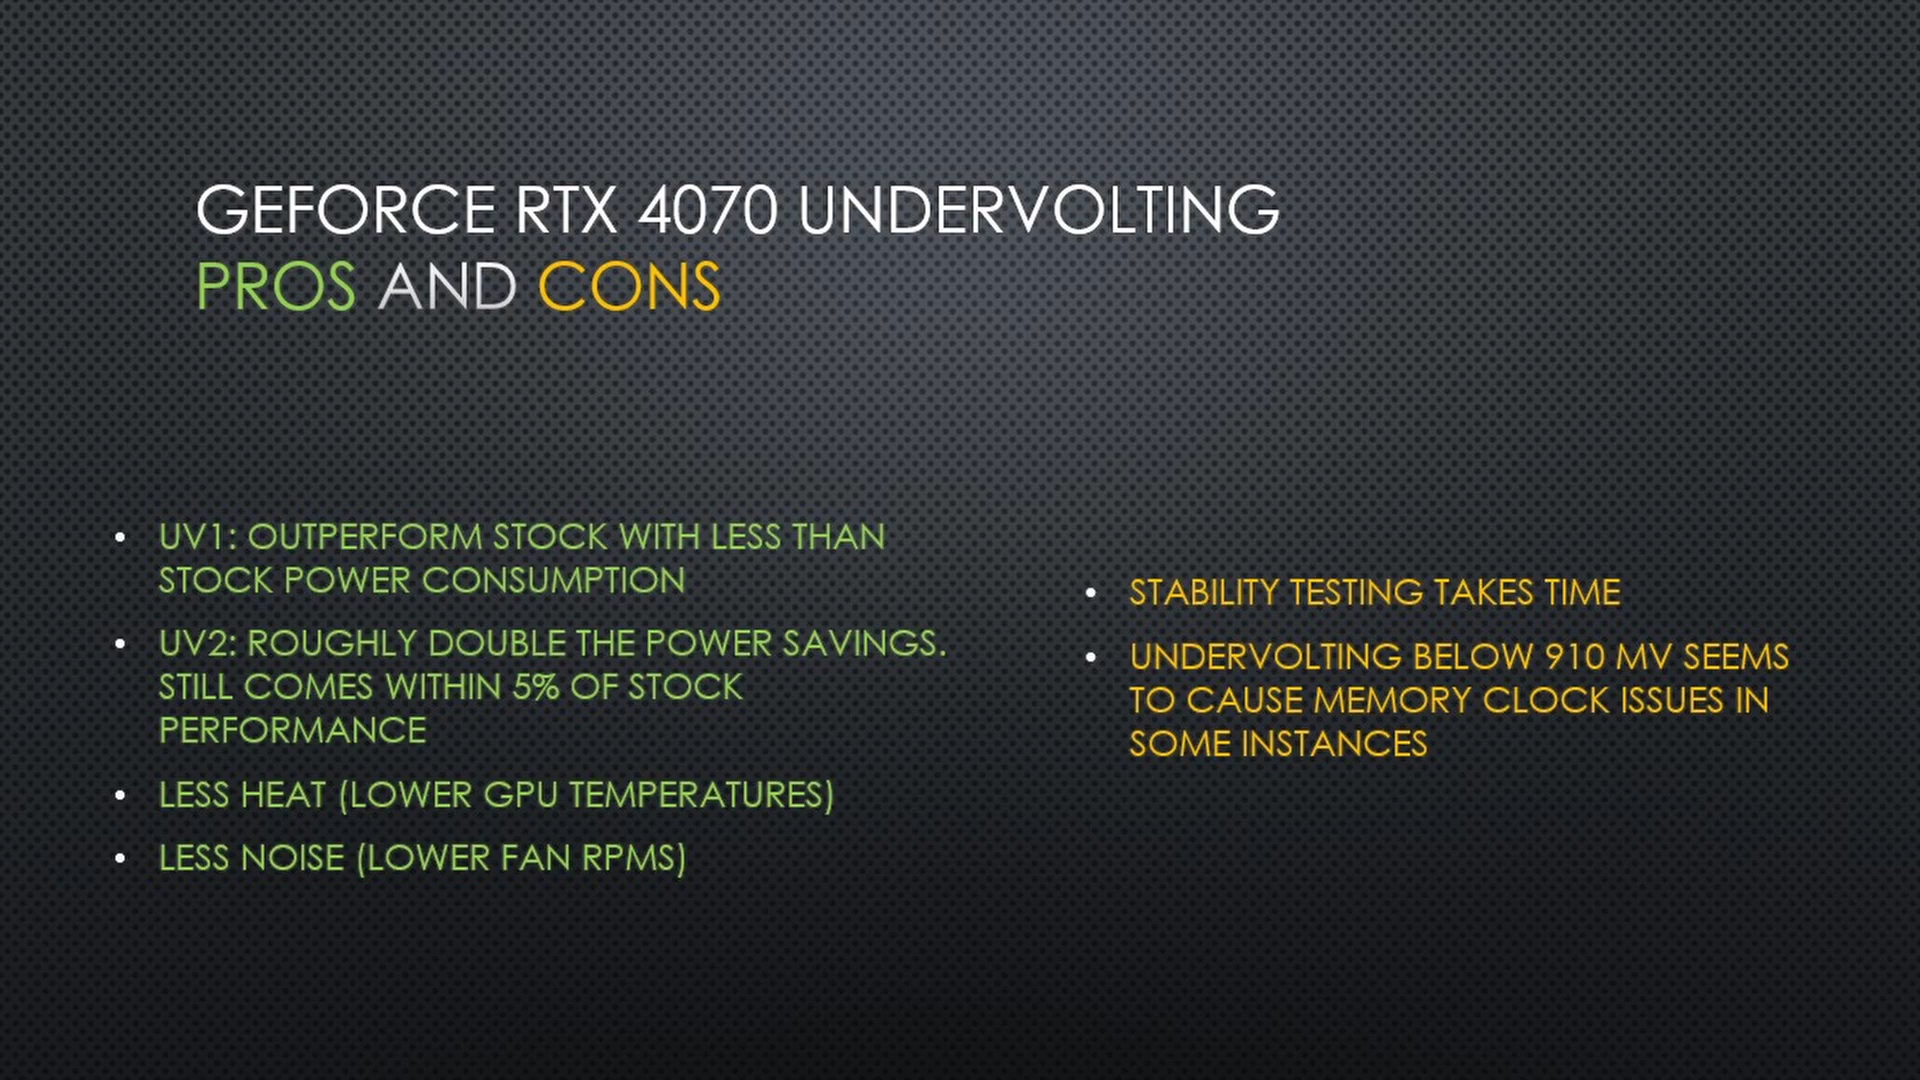 GEFORCE RTX 4070 UNDERVOLTING
PROS AND CONS
• UV1: OUTPERFORM STOCK WITH LESS THAN
STOCK POWER CONSUMPTION
• UV2: ROUGHLY DOUBLE THE POWER SAVINGS.
STILL COMES WITHIN 5% OF STOCK
PERFORMANCE
• LESS HEAT (LOWER GPU TEMPERATURES)
• LESS NOISE (LOWER FAN RPMS)
• STABILITY TESTING TAKES TIME
• UNDERVOLTING BELOW 910 MV SEEMS
TO CAUSE MEMORY CLOCK ISSUES IN
SOME INSTANCES